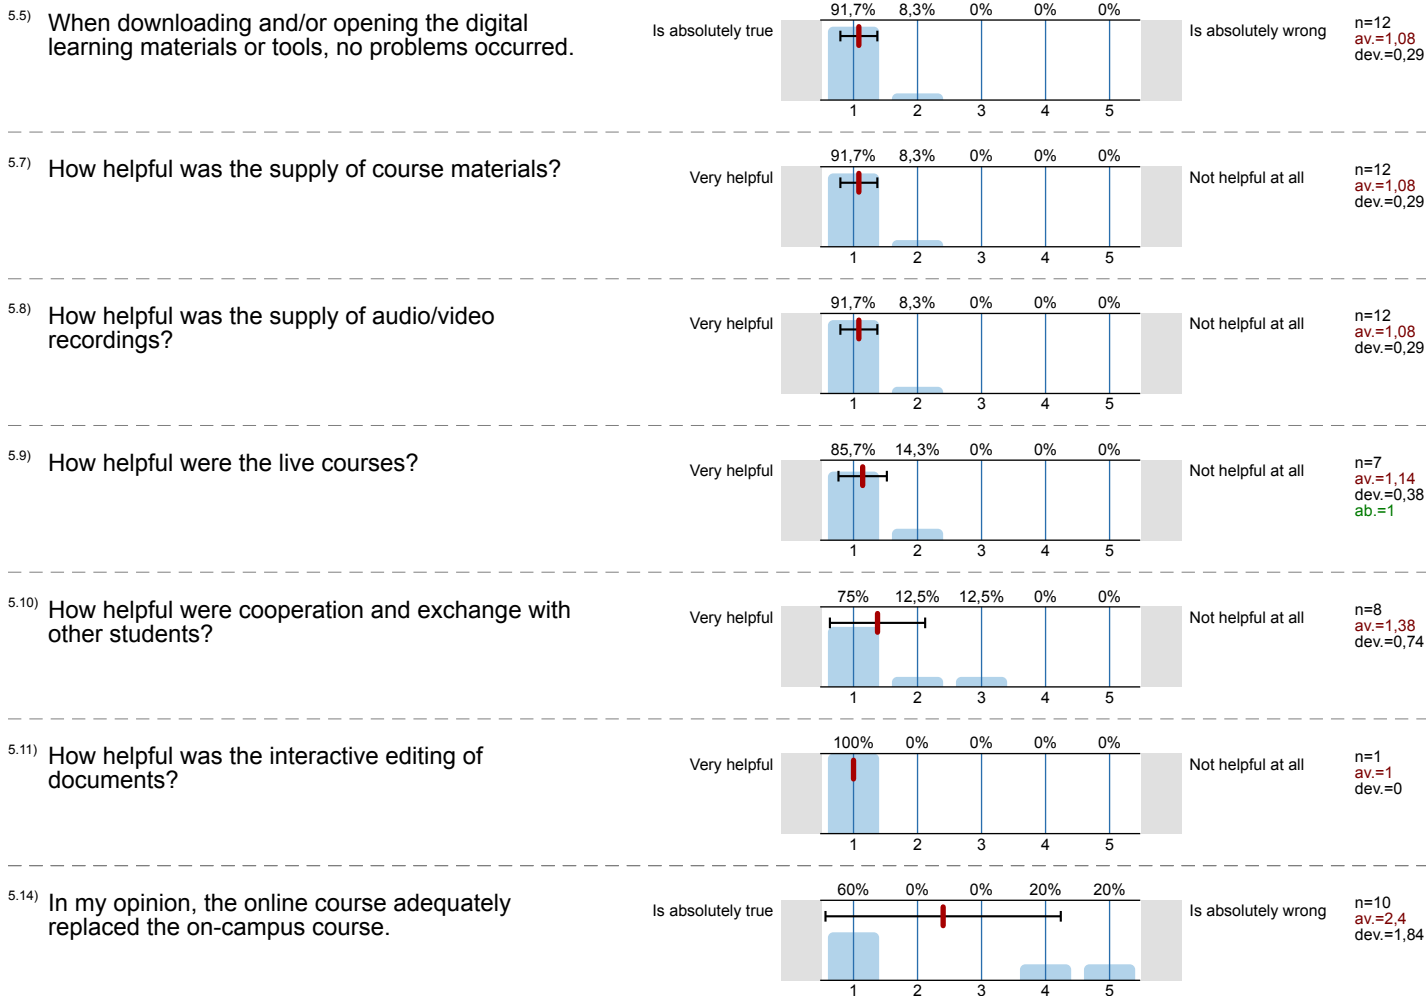 5.5) When downloading and/or opening the digital
learning materials or tools, no problems occurred.
Is absolutely true
91,7% 8,3% 0% 0% 0%
1 2 3 4 5
Is absolutely wrong
n=12
av.=1,08
dev.=0,29
5.7) How helpful was the supply of course materials?
Very helpful
91,7% 8,3% 0% 0% 0%
1 2 3 4 5
Not helpful at all
n=12
av.=1,08
dev.=0,29
5.8) How helpful was the supply of audio/video
recordings?
Very helpful
91,7% 8,3% 0% 0% 0%
1 2 3 4 5
Not helpful at all
n=12
av.=1,08
dev.=0,29
5.9) How helpful were the live courses?
Very helpful
85,7% 14,3% 0% 0% 0%
1 2 3 4 5
Not helpful at all
n=7
av.=1,14
dev.=0,38
ab.=1
5.10) How helpful were cooperation and exchange with
other students?
Very helpful
75% 12,5% 12,5% 0% 0%
1 2 3 4 5
Not helpful at all
n=8
av.=1,38
dev.=0,74
5.11) How helpful was the interactive editing of
documents?
Very helpful
100% 0% 0% 0% 0%
1 2 3 4 5
Not helpful at all
n=1
av.=1
dev.=0
5.14) In my opinion, the online course adequately
replaced the on-campus course.
Is absolutely true
60% 0% 0% 20% 20%
1 2 3 4 5
Is absolutely wrong
n=10
av.=2,4
dev.=1,84